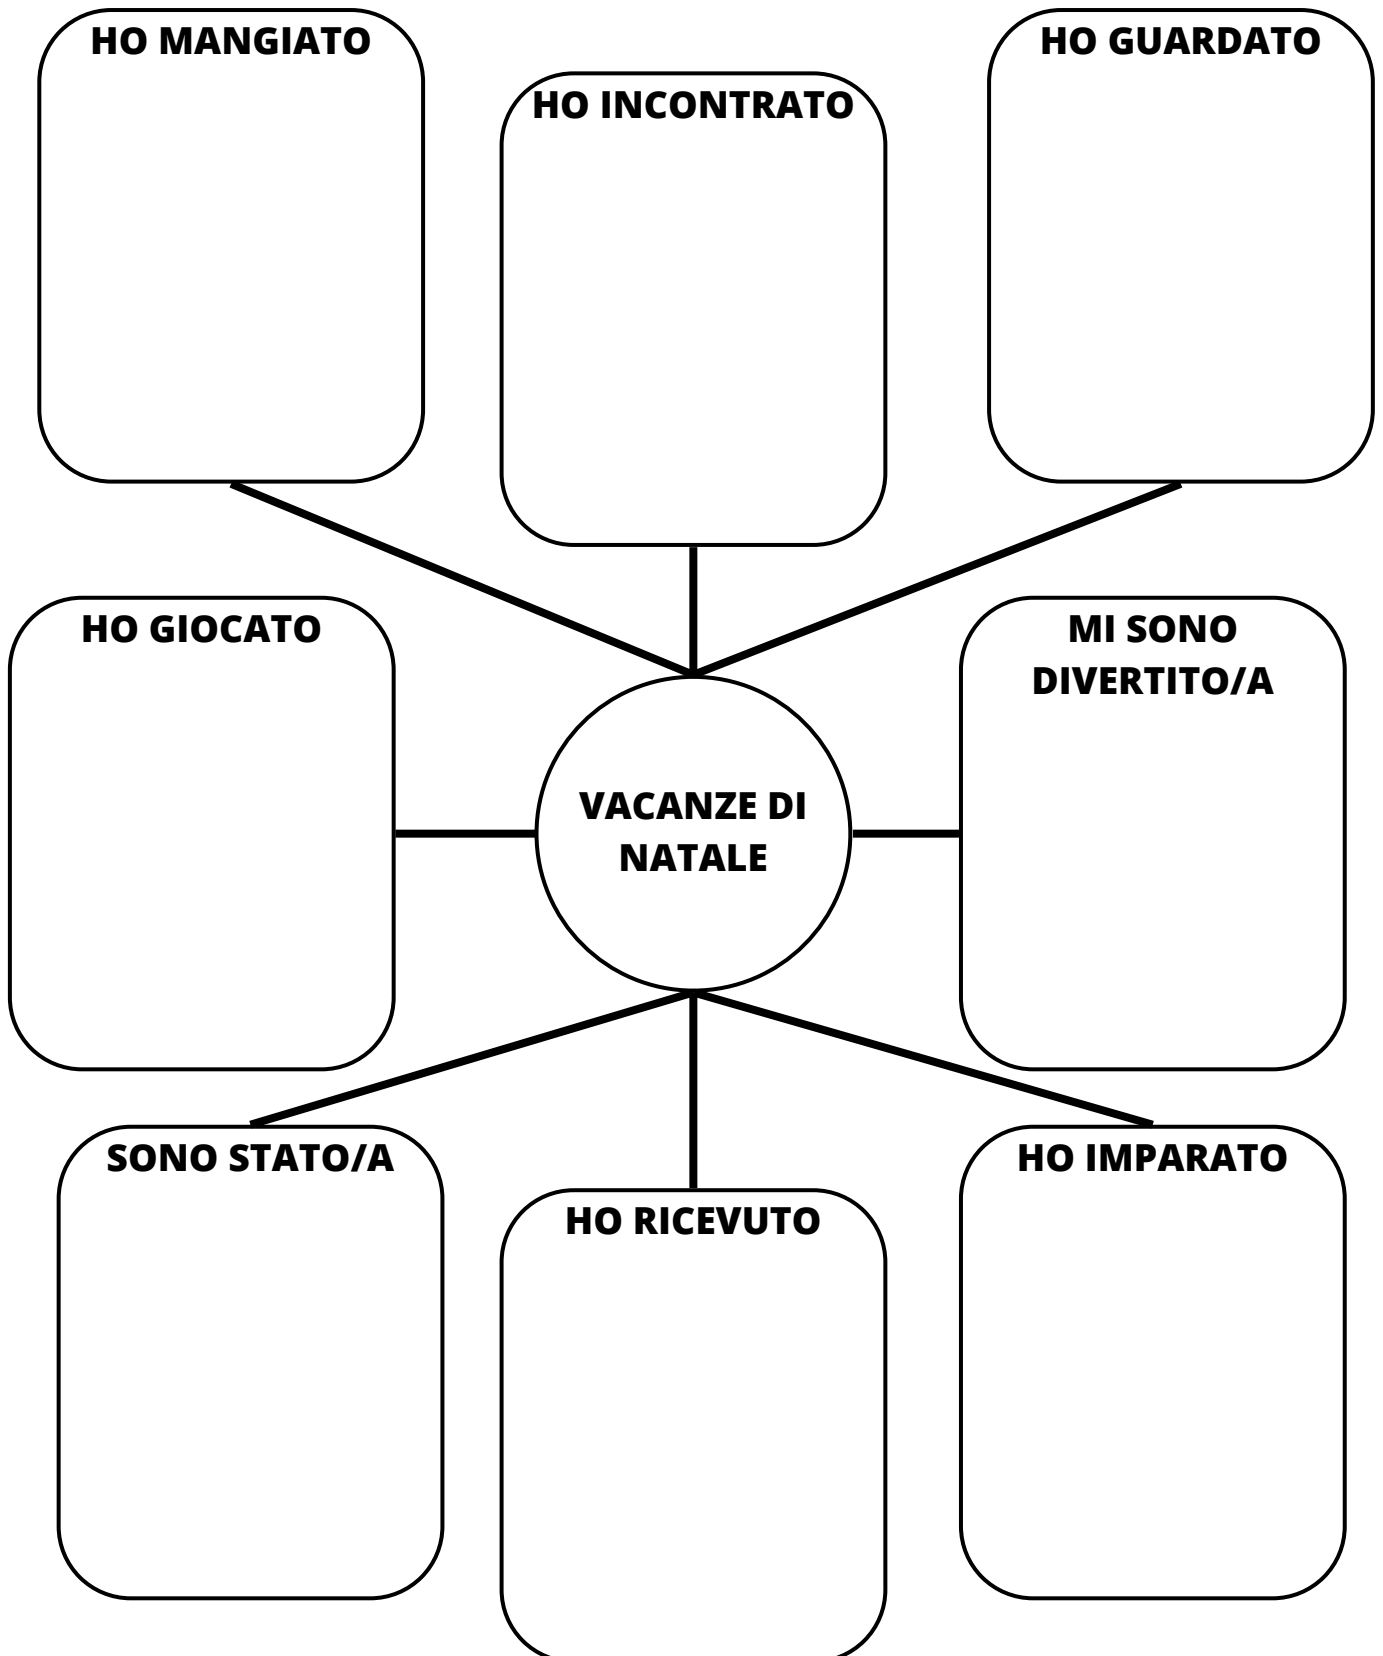 HO MANGIATO
HO INCONTRATO
HO GUARDATO
HO GIOCATO
VACANZE DI
NATALE
MI SONO
DIVERTITO/A
SONO STATO/A
HO RICEVUTO
HO IMPARATO